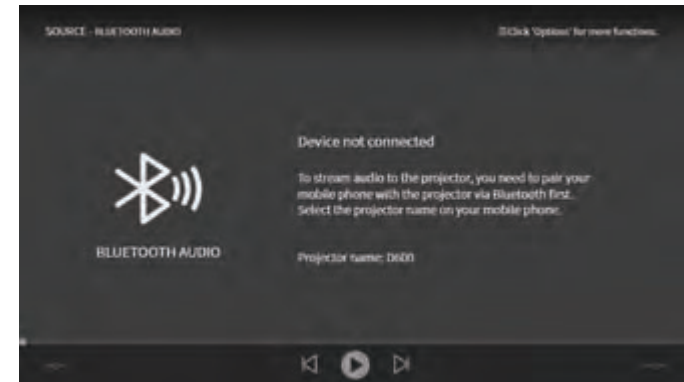 SOURCE - BLUETOOTH AUDIO
Click 'Options' for more functions.
Device not connected
To stream audio to the projector, you need to pair your
mobile phone with the projector via Bluetooth first.
Select the projector name on your mobile phone.
BLUETOOTH AUDIO
Projector name: D600